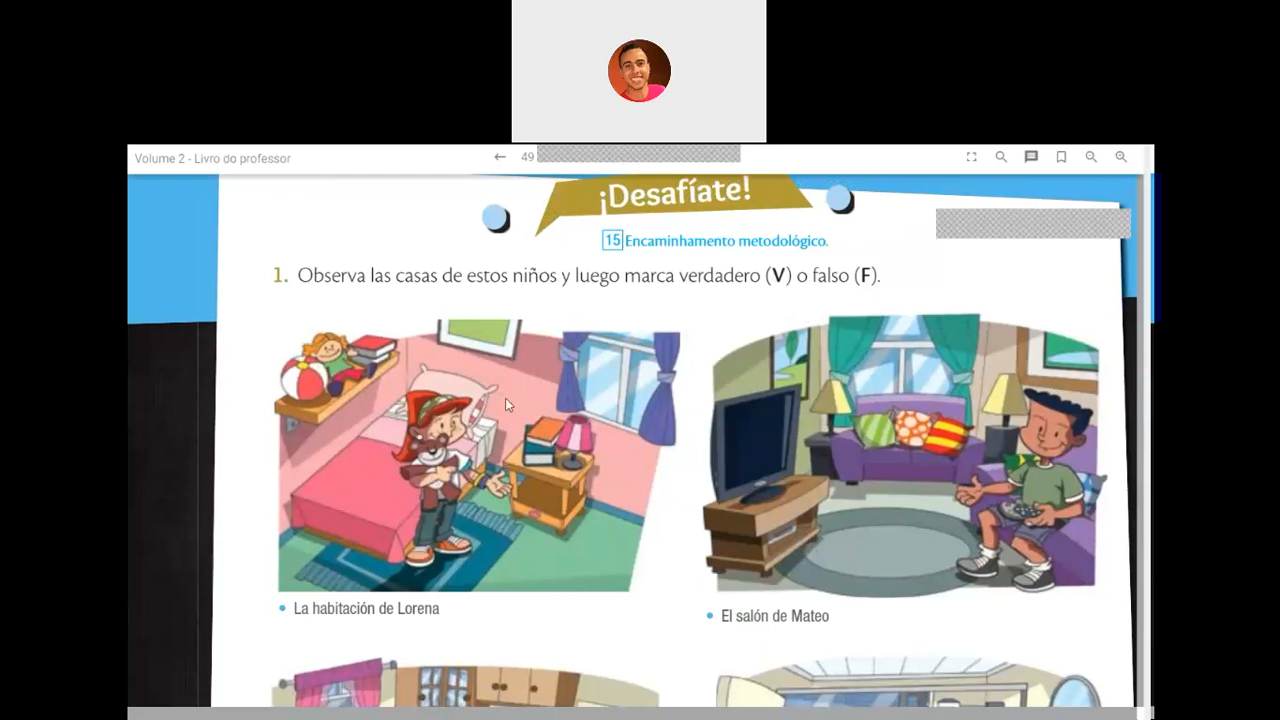 Volume 2 - Livro do professor
49
¡Desafíate!
15 Encaminhamento metodológico.
1. Observa las casas de estos niños y luego marca verdadero (V) o falso (F).
• La habitación de Lorena
• El salón de Mateo